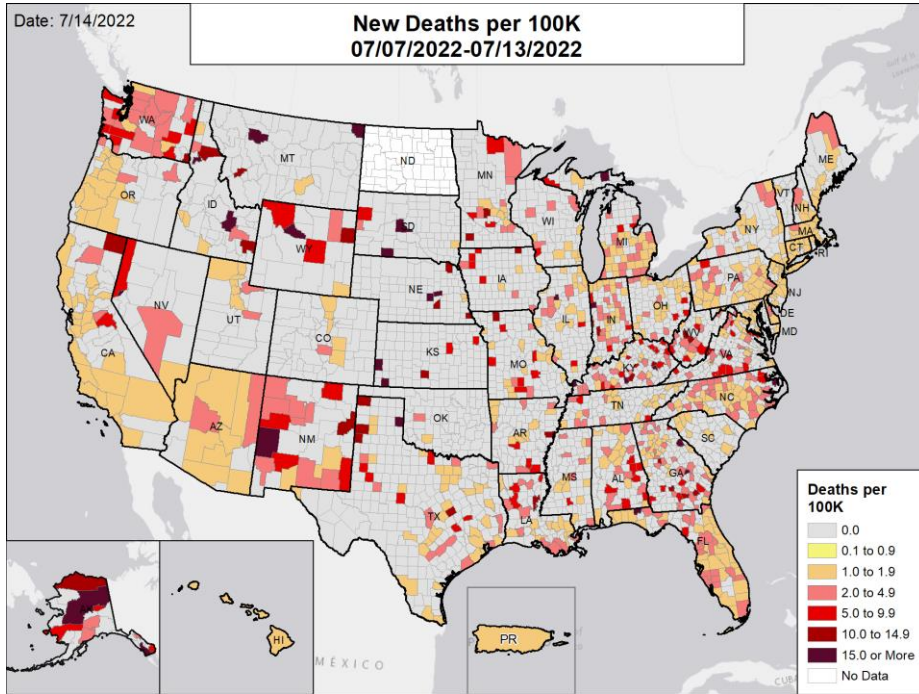 Date: 7/14/2022
New Deaths per 100K
07/07/2022-07/13/2022
WA
MT
ND
MN
ME
OR
ID
SD
WI
VT
NH
NY
MA
CT
RI
WY
MI
IA
PA
NJ
NV
NE
OH
DE
MD
UT
CO
IL
IN
WV
CA
KS
MO
KY
VA
AZ
NM
OK
AR
TN
NC
SC
MS
AL
GA
TX
LA
FL
HI
PR
MÉXICO
CUBA
Deaths per
100K
0.0
0.1 to 0.9
1.0 to 1.9
2.0 to 4.9
5.0 to 9.9
10.0 to 14.9
15.0 or More
No Data